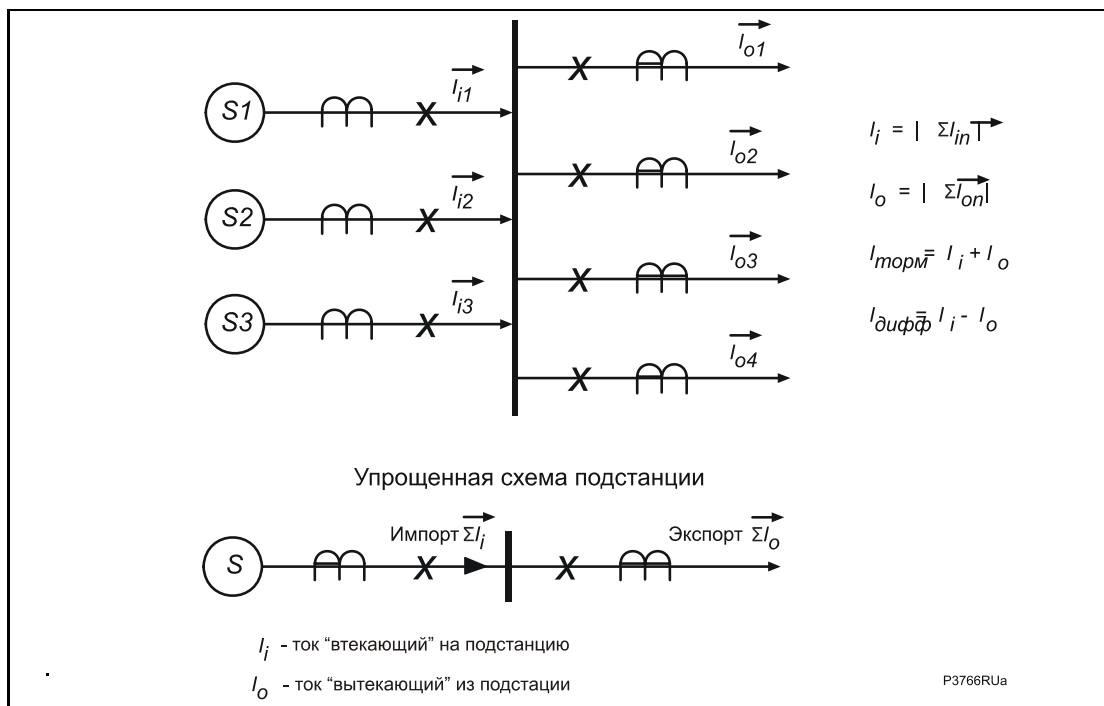 S1
S2
S3
I_i1
I_i2
I_i3
I_o1
I_o2
I_o3
I_o4
I_i = | ΣI_in |
I_o = | ΣI_on |
I_торм = I_i + I_o
I_дифф = I_i - I_o
Упрощенная схема подстанции
S
Импорт ΣI_i
Экспорт ΣI_o
I_i - ток “втекающий” на подстанцию
I_o - ток “вытекающий” из подстации
P3766RUa